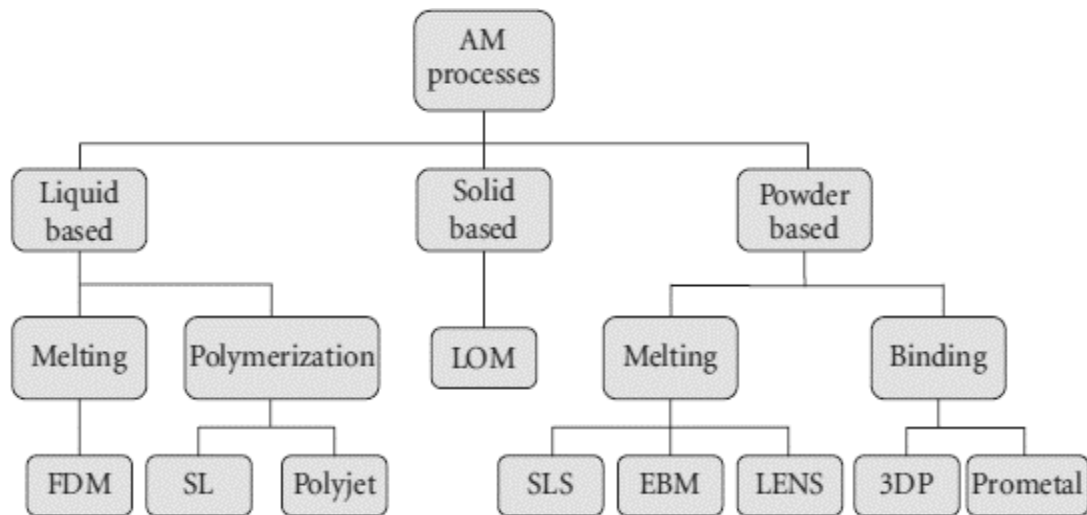 AM
processes
Liquid
based
Solid
based
Powder
based
Melting
Polymerization
LOM
Melting
Binding
FDM
SL
Polyjet
SLS
EBM
LENS
3DP
Prometal